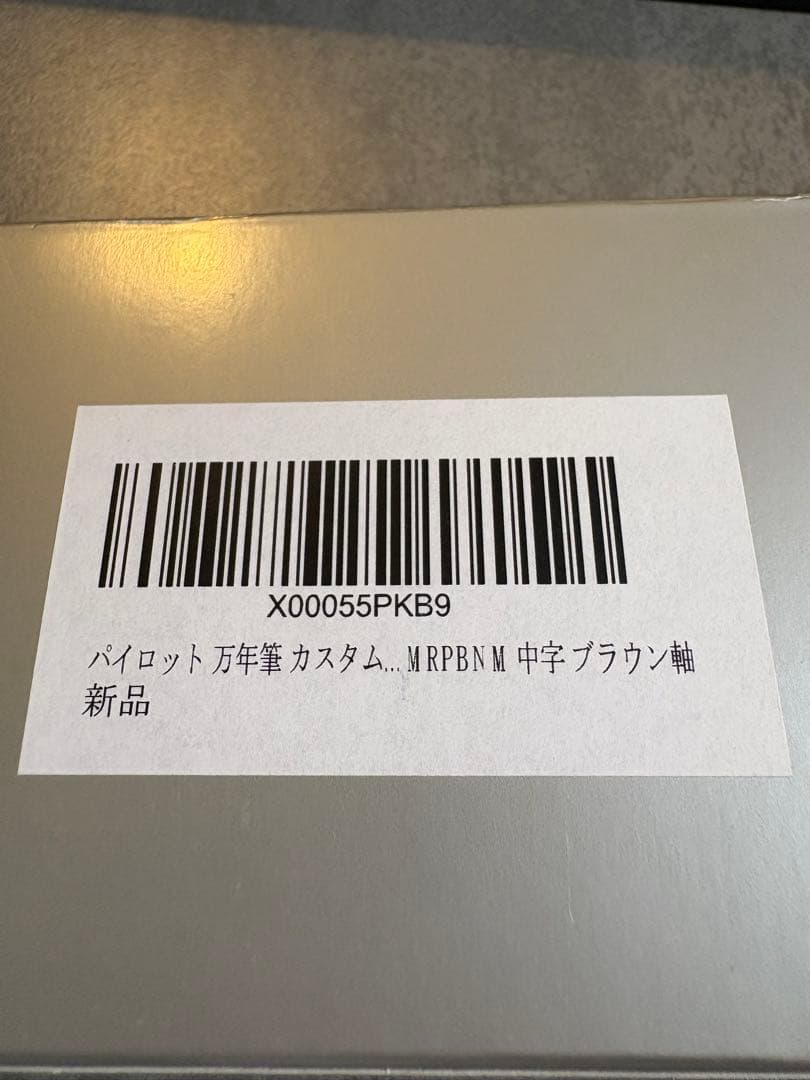 X00055PKB9
パイロット 万年筆 カスタム... MRPBN M 中字 ブラウン軸
新品